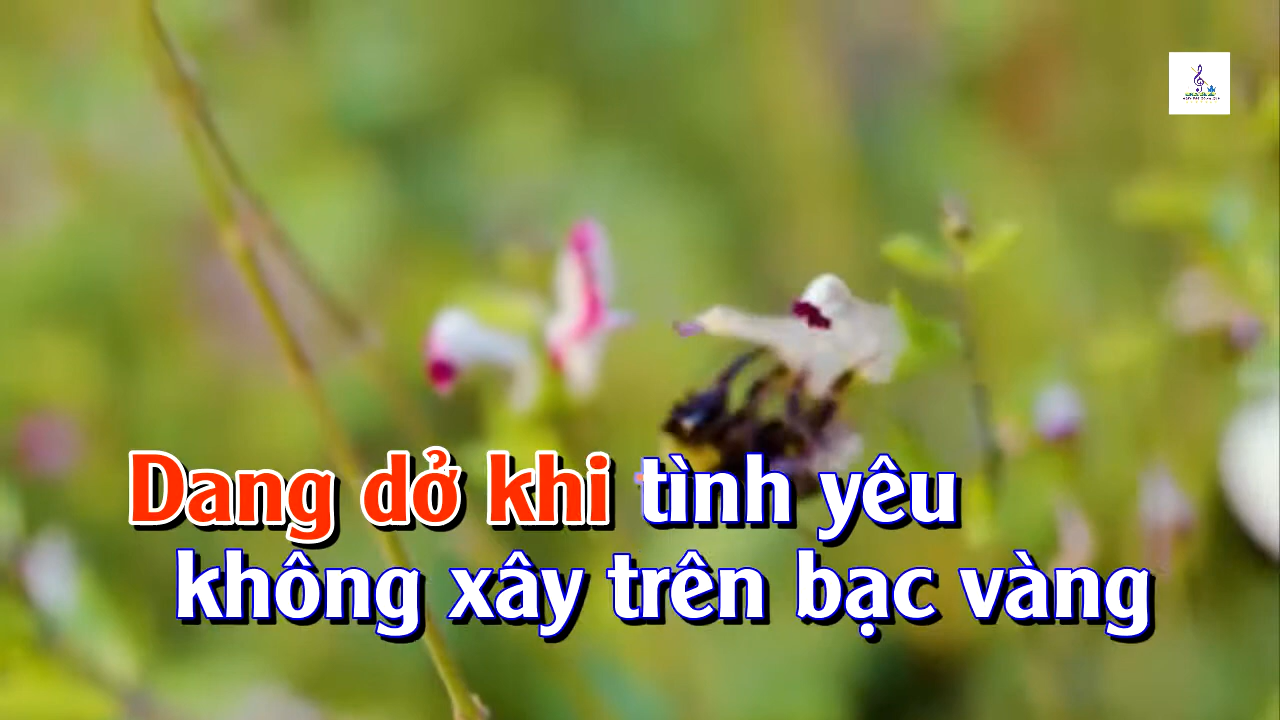 Dang dở khi tình yêu
không xây trên bạc vàng